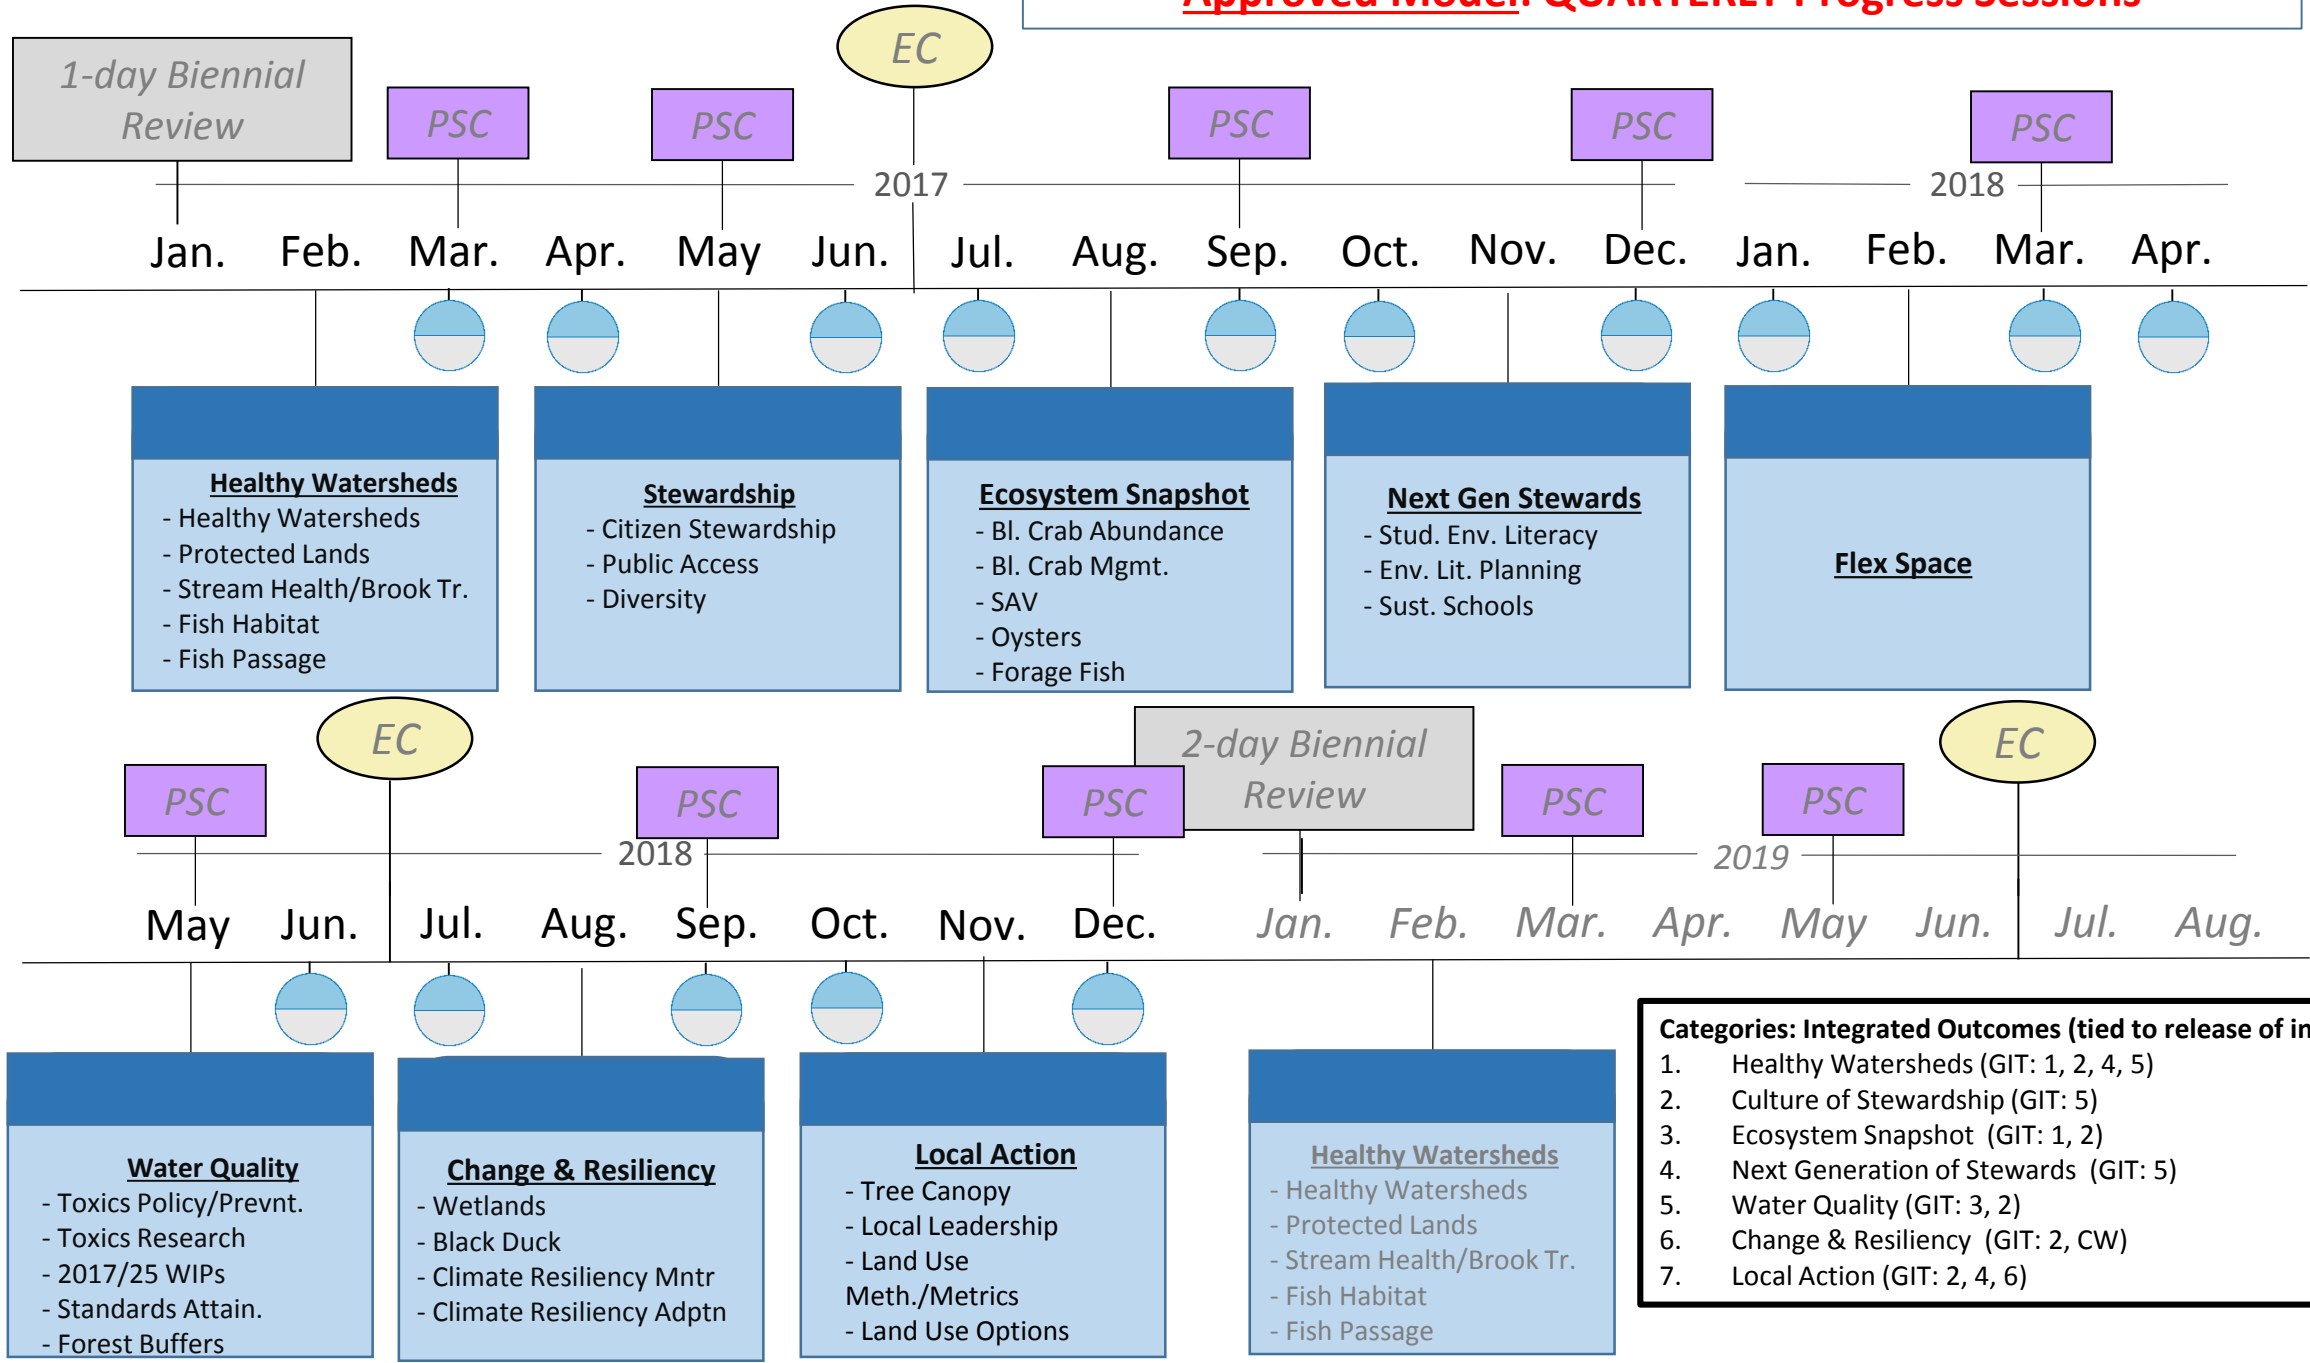 Approved Model: QUARTERLY Progress Sessions
EC
1-day Biennial
Review
PSC
PSC
PSC
PSC
PSC
2017
2018
Jan.
Feb.
Mar.
Apr.
May
Jun.
Jul.
Aug.
Sep.
Oct.
Nov.
Dec.
Jan.
Feb.
Mar.
Apr.
Healthy Watersheds
- Healthy Watersheds
- Protected Lands
- Stream Health/Brook Tr.
- Fish Habitat
- Fish Passage
Stewardship
- Citizen Stewardship
- Public Access
- Diversity
Ecosystem Snapshot
- Bl. Crab Abundance
- Bl. Crab Mgmt.
- SAV
- Oysters
- Forage Fish
Next Gen Stewards
- Stud. Env. Literacy
- Env. Lit. Planning
- Sust. Schools
Flex Space
EC
2-day Biennial
Review
EC
PSC
PSC
PSC
PSC
PSC
2018
2019
May
Jun.
Jul.
Aug.
Sep.
Oct.
Nov.
Dec.
Jan.
Feb.
Mar.
Apr.
May
Jun.
Jul.
Aug.
Water Quality
- Toxics Policy/Prevnt.
- Toxics Research
- 2017/25 WIPs
- Standards Attain.
- Forest Buffers
Change & Resiliency
- Wetlands
- Black Duck
- Climate Resiliency Mntr
- Climate Resiliency Adptn
Local Action
- Tree Canopy
- Local Leadership
- Land Use
Meth./Metrics
- Land Use Options
Healthy Watersheds
- Healthy Watersheds
- Protected Lands
- Stream Health/Brook Tr.
- Fish Habitat
- Fish Passage
Categories: Integrated Outcomes (tied to release of in
1. Healthy Watersheds (GIT: 1, 2, 4, 5)
2. Culture of Stewardship (GIT: 5)
3. Ecosystem Snapshot (GIT: 1, 2)
4. Next Generation of Stewards (GIT: 5)
5. Water Quality (GIT: 3, 2)
6. Change & Resiliency (GIT: 2, CW)
7. Local Action (GIT: 2, 4, 6)